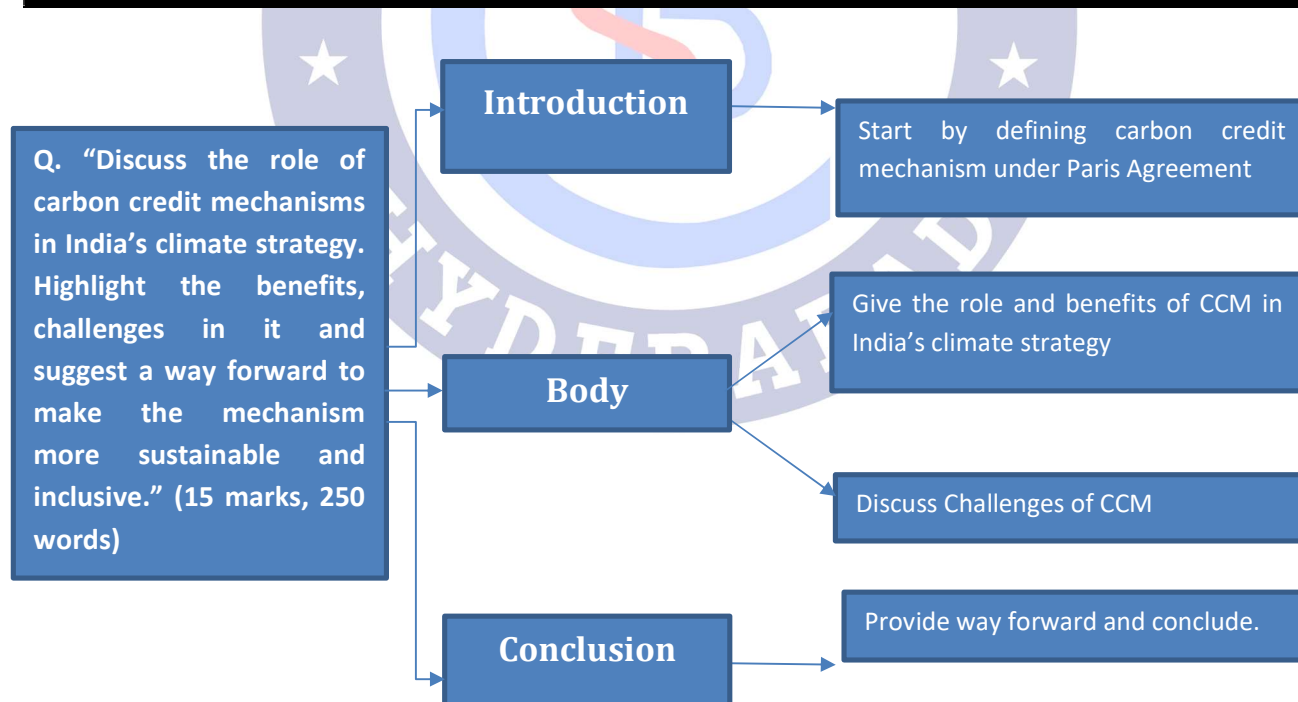 Q. “Discuss the role of
carbon credit mechanisms
in India’s climate strategy.
Highlight the benefits,
challenges in it and
suggest a way forward to
make the mechanism
more sustainable and
inclusive.” (15 marks, 250
words)
Introduction
Start by defining carbon credit
mechanism under Paris Agreement
Body
Give the role and benefits of CCM in
India’s climate strategy
Discuss Challenges of CCM
Conclusion
Provide way forward and conclude.
HYDERABAD